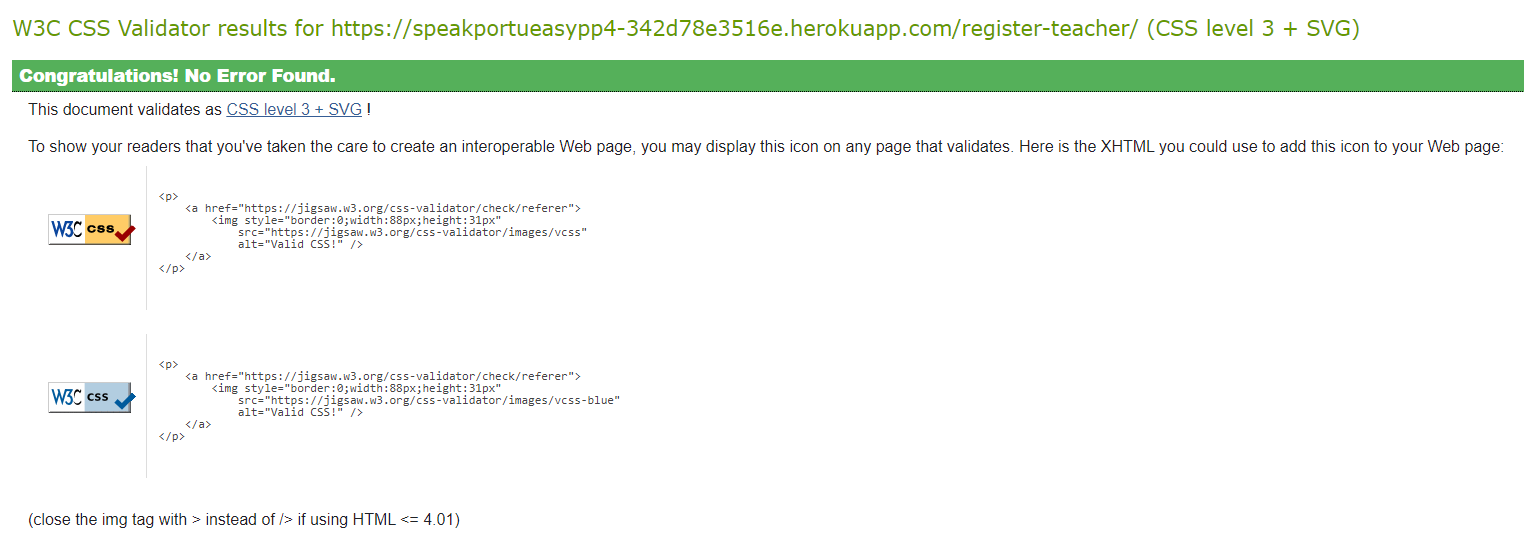 W3C CSS Validator results for https://speakportueasypp4-342d78e3516e.herokuapp.com/register-teacher/ (CSS level 3 + SVG)
Congratulations! No Error Found.
This document validates as CSS level 3 + SVG !
To show your readers that you've taken the care to create an interoperable Web page, you may display this icon on any page that validates. Here is the XHTML you could use to add this icon to your Web page:
W3C css
<p>
    <a href="https://jigsaw.w3.org/css-validator/check/referer">
        <img style="border:0;width:88px;height:31px"
            src="https://jigsaw.w3.org/css-validator/images/vcss"
            alt="Valid CSS!" />
    </a>
</p>
W3C css
<p>
    <a href="https://jigsaw.w3.org/css-validator/check/referer">
        <img style="border:0;width:88px;height:31px"
            src="https://jigsaw.w3.org/css-validator/images/vcss-blue"
            alt="Valid CSS!" />
    </a>
</p>
(close the img tag with > instead of /> if using HTML <= 4.01)